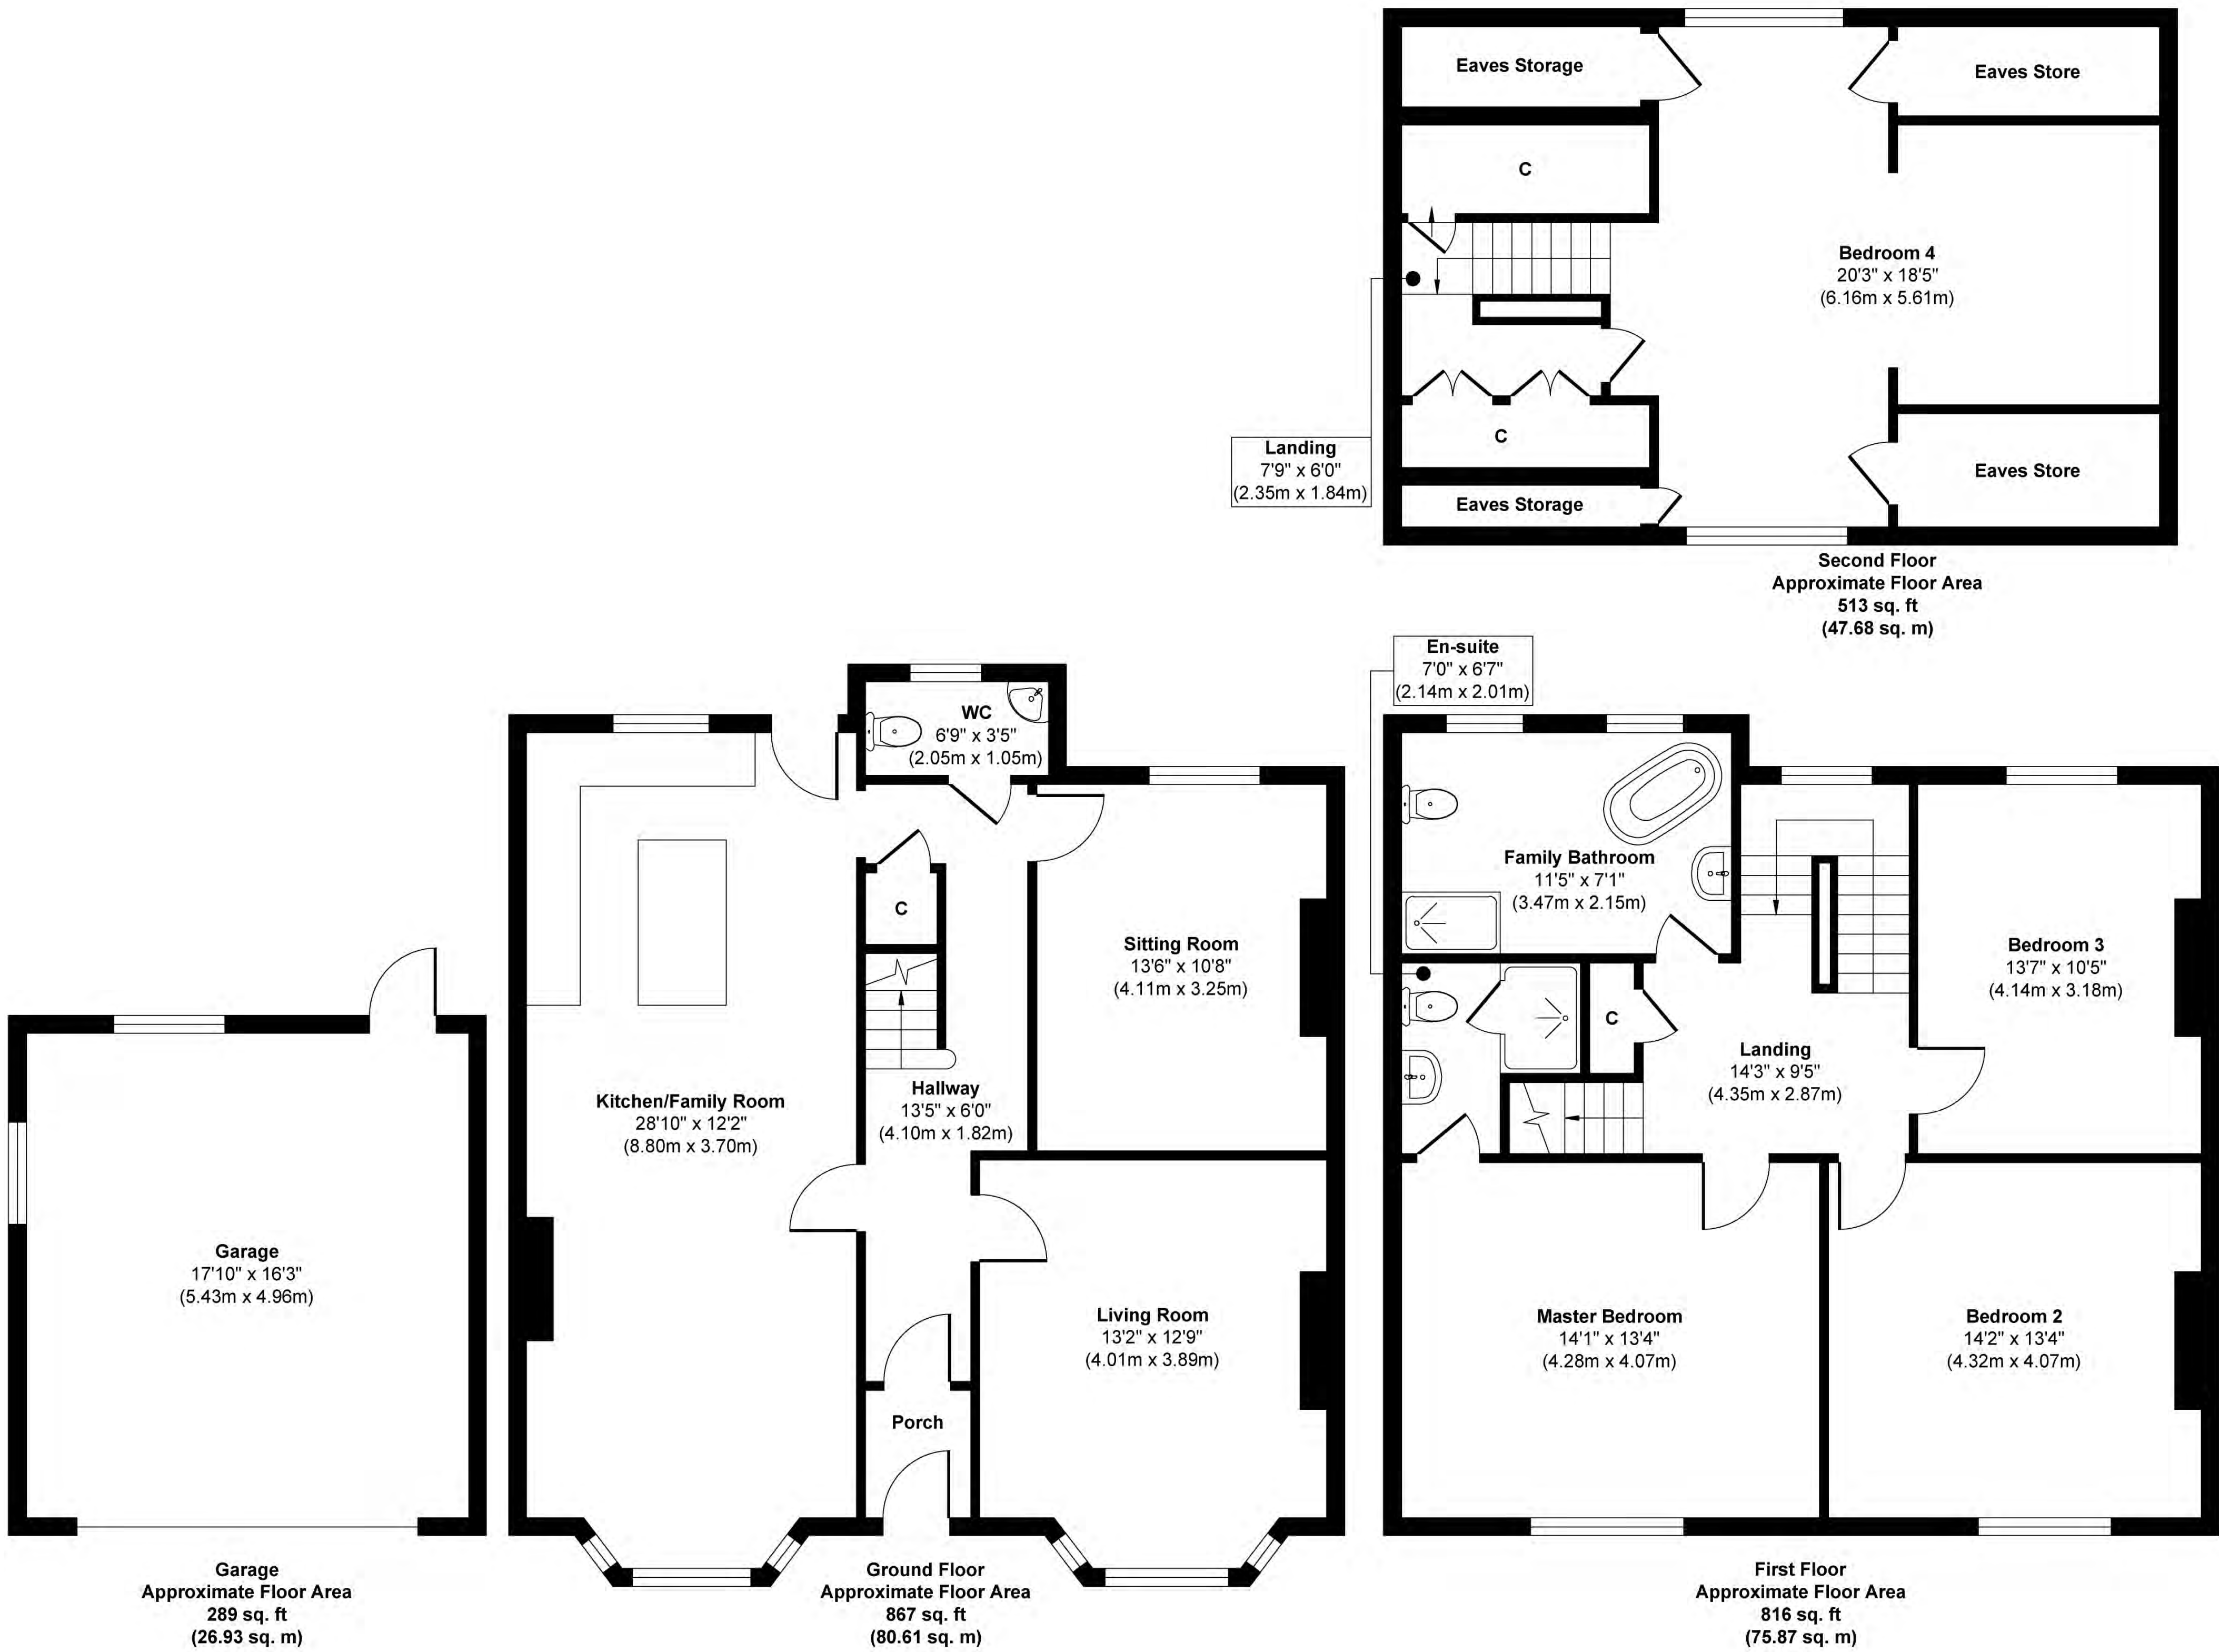 Eaves Storage
Eaves Store
C
Bedroom 4
20'3" x 18'5"
(6.16m x 5.61m)
C
Landing
7'9" x 6'0"
(2.35m x 1.84m)
Eaves Storage
Eaves Store
Second Floor
Approximate Floor Area
513 sq. ft
(47.68 sq. m)
Garage
17'10" x 16'3"
(5.43m x 4.96m)
Garage
Approximate Floor Area
289 sq. ft
(26.93 sq. m)
WC
6'9" x 3'5"
(2.05m x 1.05m)
C
Sitting Room
13'6" x 10'8"
(4.11m x 3.25m)
Hallway
13'5" x 6'0"
(4.10m x 1.82m)
Kitchen/Family Room
28'10" x 12'2"
(8.80m x 3.70m)
Living Room
13'2" x 12'9"
(4.01m x 3.89m)
Porch
Ground Floor
Approximate Floor Area
867 sq. ft
(80.61 sq. m)
En-suite
7'0" x 6'7"
(2.14m x 2.01m)
Family Bathroom
11'5" x 7'1"
(3.47m x 2.15m)
Bedroom 3
13'7" x 10'5"
(4.14m x 3.18m)
C
Landing
14'3" x 9'5"
(4.35m x 2.87m)
Master Bedroom
14'1" x 13'4"
(4.28m x 4.07m)
Bedroom 2
14'2" x 13'4"
(4.32m x 4.07m)
First Floor
Approximate Floor Area
816 sq. ft
(75.87 sq. m)